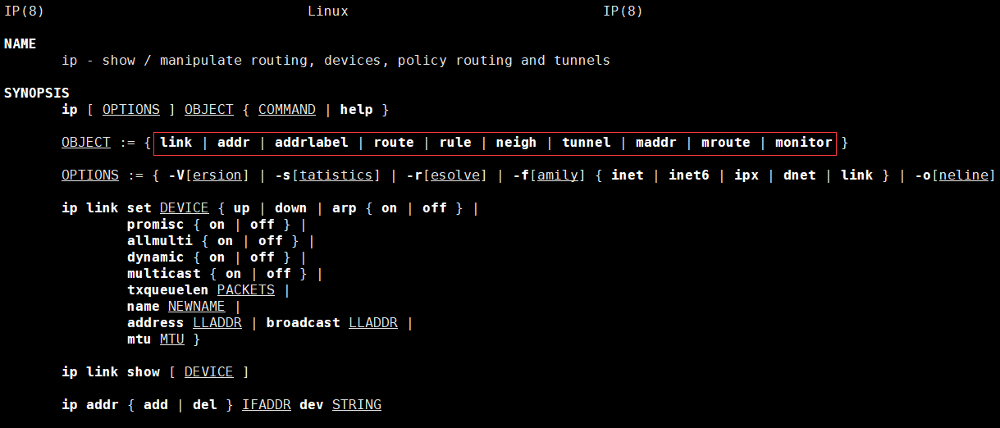 IP(8) Linux IP(8)
NAME
ip - show / manipulate routing, devices, policy routing and tunnels
SYNOPSIS
ip [ OPTIONS ] OBJECT { COMMAND | help }
OBJECT := { link | addr | addrlabel | route | rule | neigh | tunnel | maddr | mroute | monitor }
OPTIONS := { -V[ersion] | -s[tatistics] | -r[esolve] | -f[amily] { inet | inet6 | ipx | dnet | link } | -o[neline]
ip link set DEVICE { up | down | arp { on | off } |
promisc { on | off } |
allmulti { on | off } |
dynamic { on | off } |
multicast { on | off } |
txqueuelen PACKETS |
name NEWNAME |
address LLADDR | broadcast LLADDR |
mtu MTU }
ip link show [ DEVICE ]
ip addr { add | del } IFADDR dev STRING